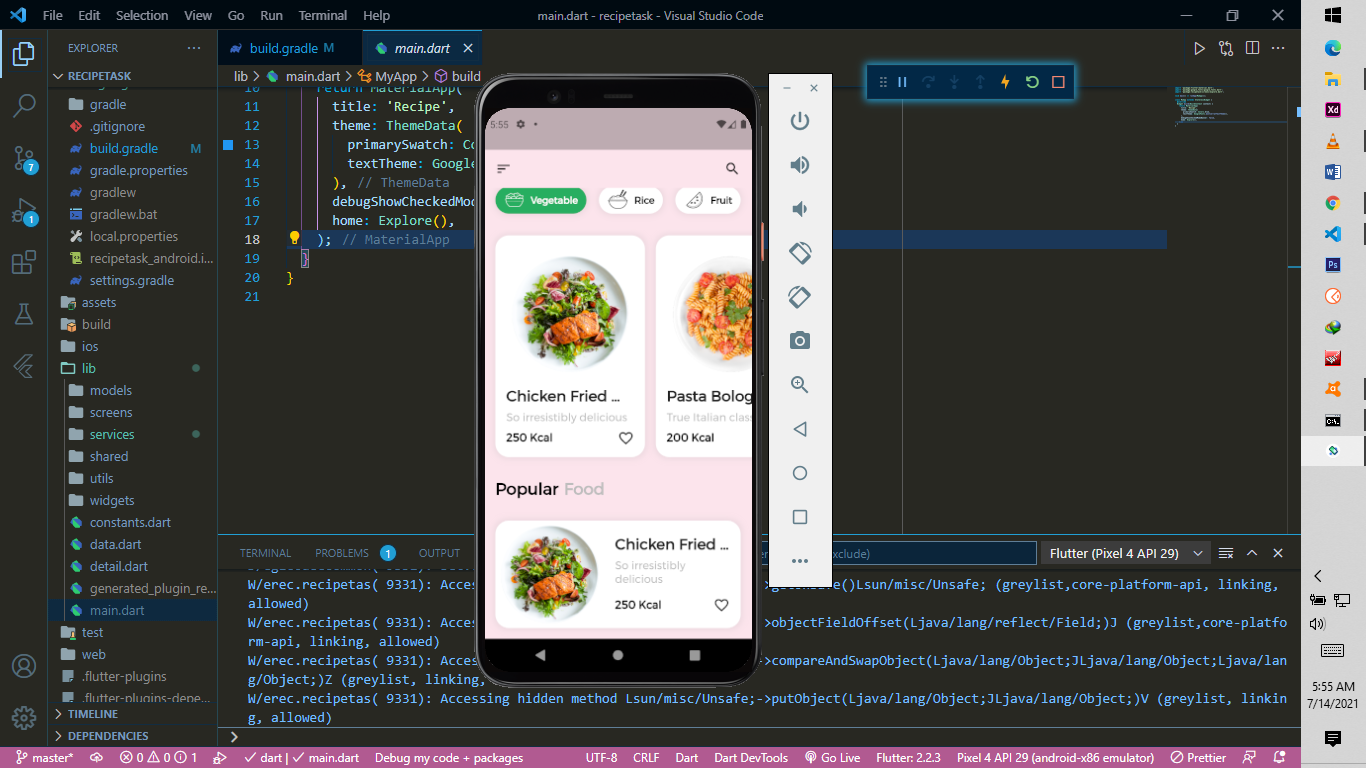 File Edit Selection View Go Run Terminal Help
main.dart - recipetask - Visual Studio Code
EXPLORER
RECIPETASK
gradle
.gitignore
build.gradle M
gradle.properties
gradlew
gradlew.bat
local.properties
recipetask_android.i...
settings.gradle
assets
build
ios
lib
models
screens
services
shared
utils
widgets
constants.dart
data.dart
detail.dart
generated_plugin_re...
main.dart
test
web
.flutter-plugins
.flutter-plugins-depe...
TIMELINE
DEPENDENCIES
7
1
build.gradle M
main.dart
lib > main.dart > MyApp > build
10 return MaterialApp(
11 title: 'Recipe',
12 theme: ThemeData(
13 primarySwatch: Co
14 textTheme: Google
15 ), // ThemeData
16 debugShowCheckedMod
17 home: Explore(),
18 ); // MaterialApp
19 }
20 }
21
5:55
Vegetable
Rice
Fruit
Chicken Fried ...
So irresistibly delicious
250 Kcal
Pasta Bolog
True Italian clas
200 Kcal
Popular Food
Chicken Fried ...
So irresistibly
delicious
250 Kcal
TERMINAL PROBLEMS 1 OUTPUT
xclude)
Flutter (Pixel 4 API 29)
W/erec.recipetas( 9331): Acces
()Lsun/misc/Unsafe; (greylist,core-platform-api, linking,
allowed)
W/erec.recipetas( 9331): Acces
>objectFieldOffset(Ljava/lang/reflect/Field;)J (greylist,core-platfo
rm-api, linking, allowed)
W/erec.recipetas( 9331): Acces
>compareAndSwapObject(Ljava/lang/Object;JLjava/lang/Object;Ljava/lan
g/Object;)Z (greylist, linking,
W/erec.recipetas( 9331): Accessing hidden method Lsun/misc/Unsafe;->putObject(Ljava/lang/Object;JLjava/lang/Object;)V (greylist, linkin
g, allowed)
master* 0 0 1 dart | main.dart Debug my code + packages UTF-8 CRLF Dart Dart DevTools Go Live Flutter: 2.2.3 Pixel 4 API 29 (android-x86 emulator) Prettier
Xd
Ps
5:55 AM
7/14/2021